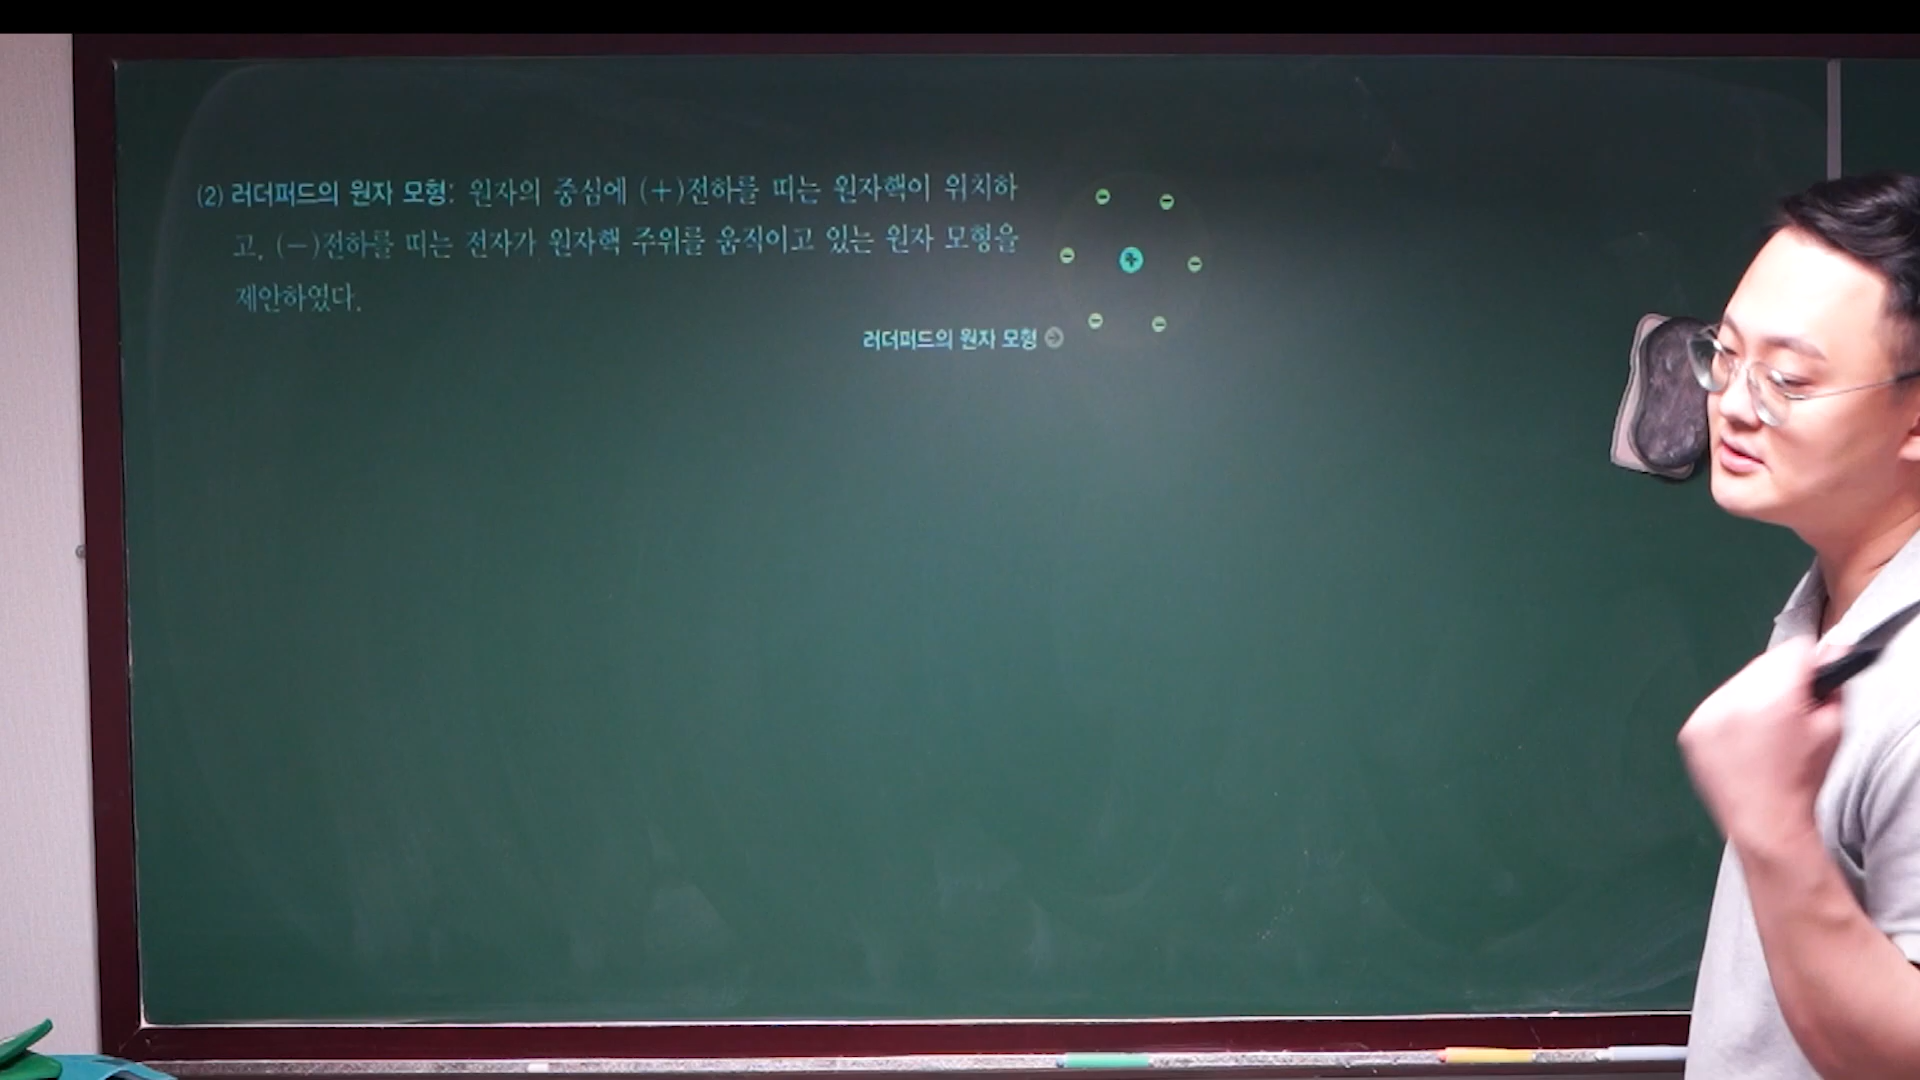 (2) 러더퍼드의 원자 모형: 원자의 중심에 (+)전하를 띠는 원자핵이 위치하
고, (−)전하를 띠는 전자가 원자핵 주위를 움직이고 있는 원자 모형을
제안하였다.
러더퍼드의 원자 모형